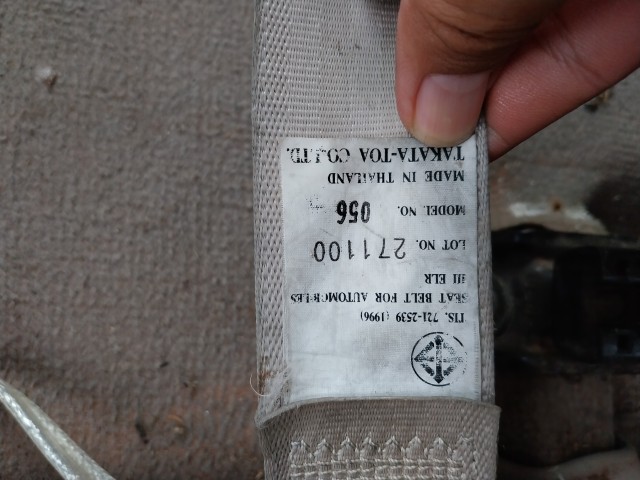 TIS. 721-2539 (1996)
SEAT BELT FOR AUTOMOBILES
III ELR
LOT NO. 271100
MODEL NO. 056
MADE IN THAILAND
TAKATA-TOA CO.,LTD.